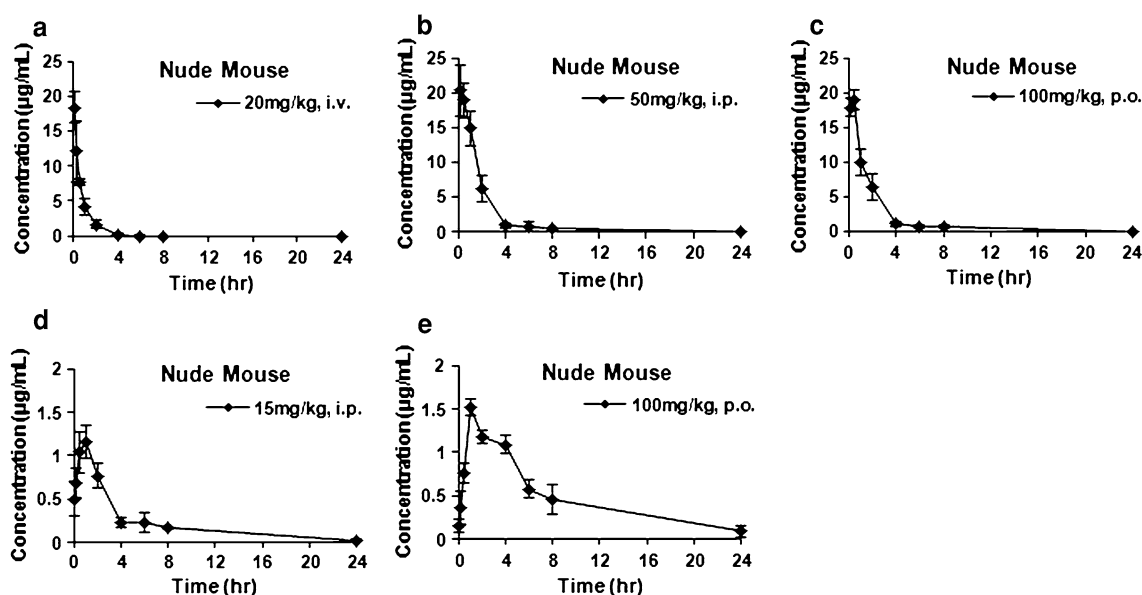 a
Nude Mouse
20mg/kg, i.v.
Concentration (µg/mL)
25
20
15
10
5
0
0 4 8 12 16 20 24
Time (hr)
b
Nude Mouse
50mg/kg, i.p.
Concentration (µg/mL)
25
20
15
10
5
0
0 4 8 12 16 20 24
Time (hr)
c
Nude Mouse
100mg/kg, p.o.
Concentration (µg/mL)
25
20
15
10
5
0
0 4 8 12 16 20 24
Time (hr)
d
Nude Mouse
15mg/kg, i.p.
Concentration (µg/mL)
2
1.5
1
0.5
0
0 4 8 12 16 20 24
Time (hr)
e
Nude Mouse
100mg/kg, p.o.
Concentration (µg/mL)
2
1.5
1
0.5
0
0 4 8 12 16 20 24
Time (hr)